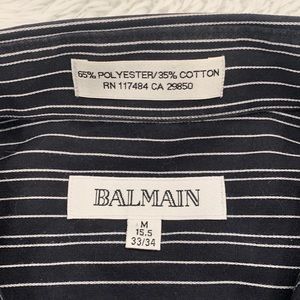 65% POLYESTER/35% COTTON
RN 117484 CA 29850
BALMAIN
M
15.5
33/34